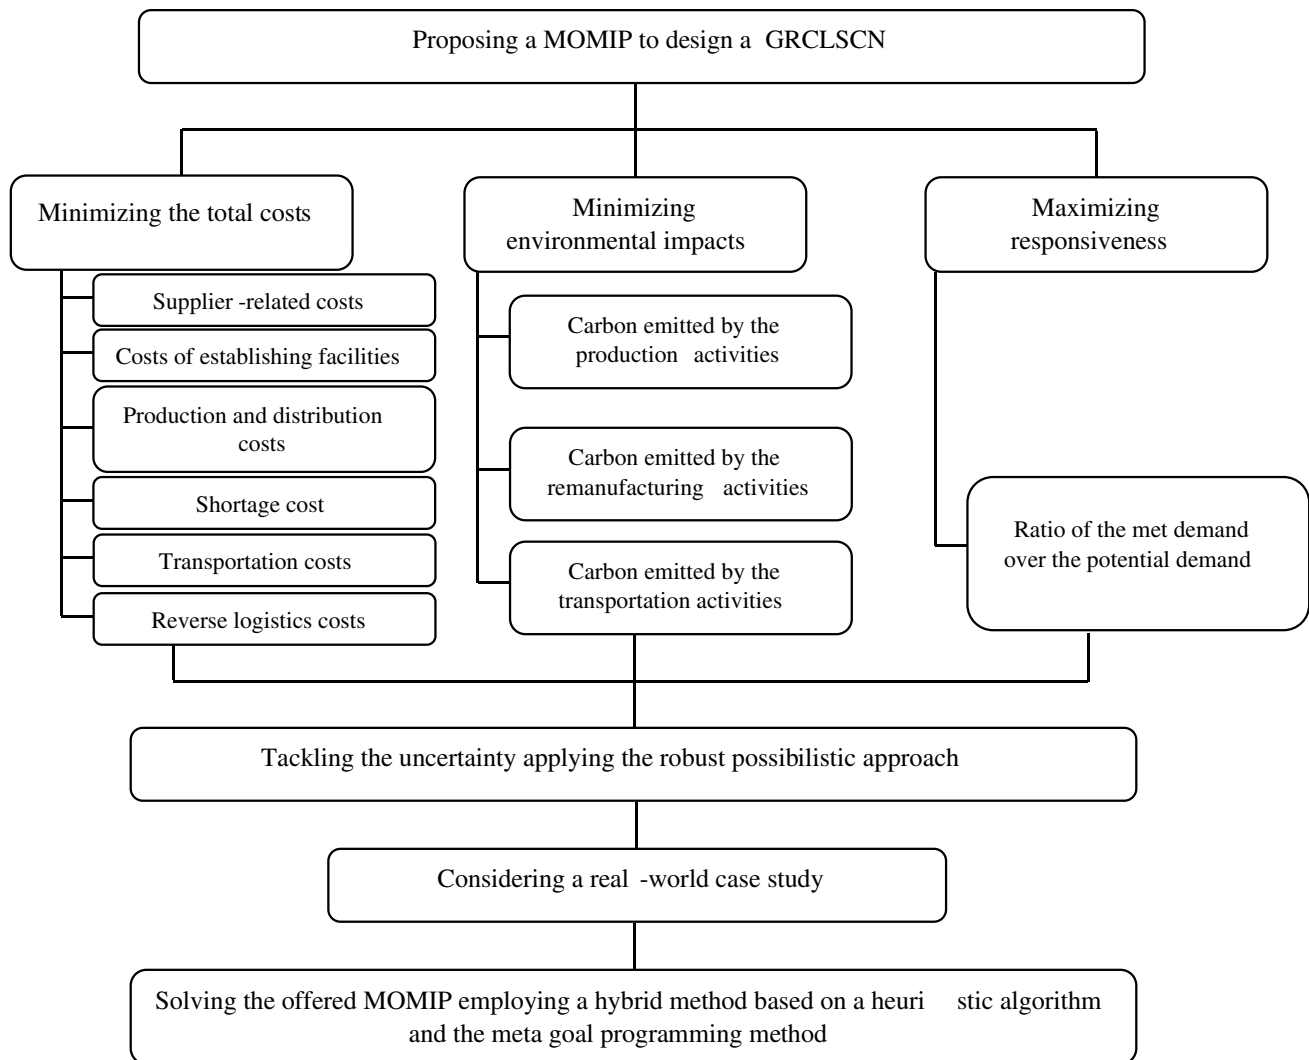 Proposing a MOMIP to design a GRCLSCN
Minimizing the total costs
Supplier -related costs
Costs of establishing facilities
Production and distribution
costs
Shortage cost
Transportation costs
Reverse logistics costs
Minimizing
environmental impacts
Carbon emitted by the
production activities
Carbon emitted by the
remanufacturing activities
Carbon emitted by the
transportation activities
Maximizing
responsiveness
Ratio of the met demand
over the potential demand
Tackling the uncertainty applying the robust possibilistic approach
Considering a real -world case study
Solving the offered MOMIP employing a hybrid method based on a heuri stic algorithm
and the meta goal programming method